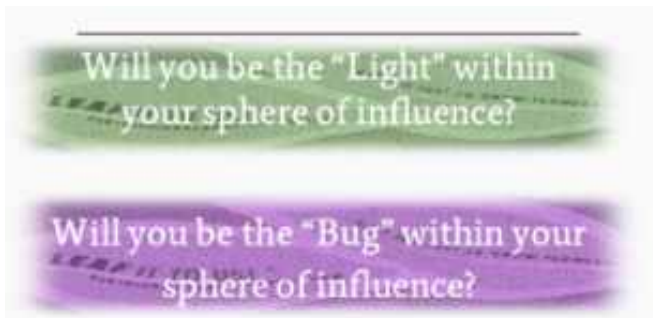 Will you be the “Light” within
your sphere of influence?
Will you be the “Bug” within your
sphere of influence?